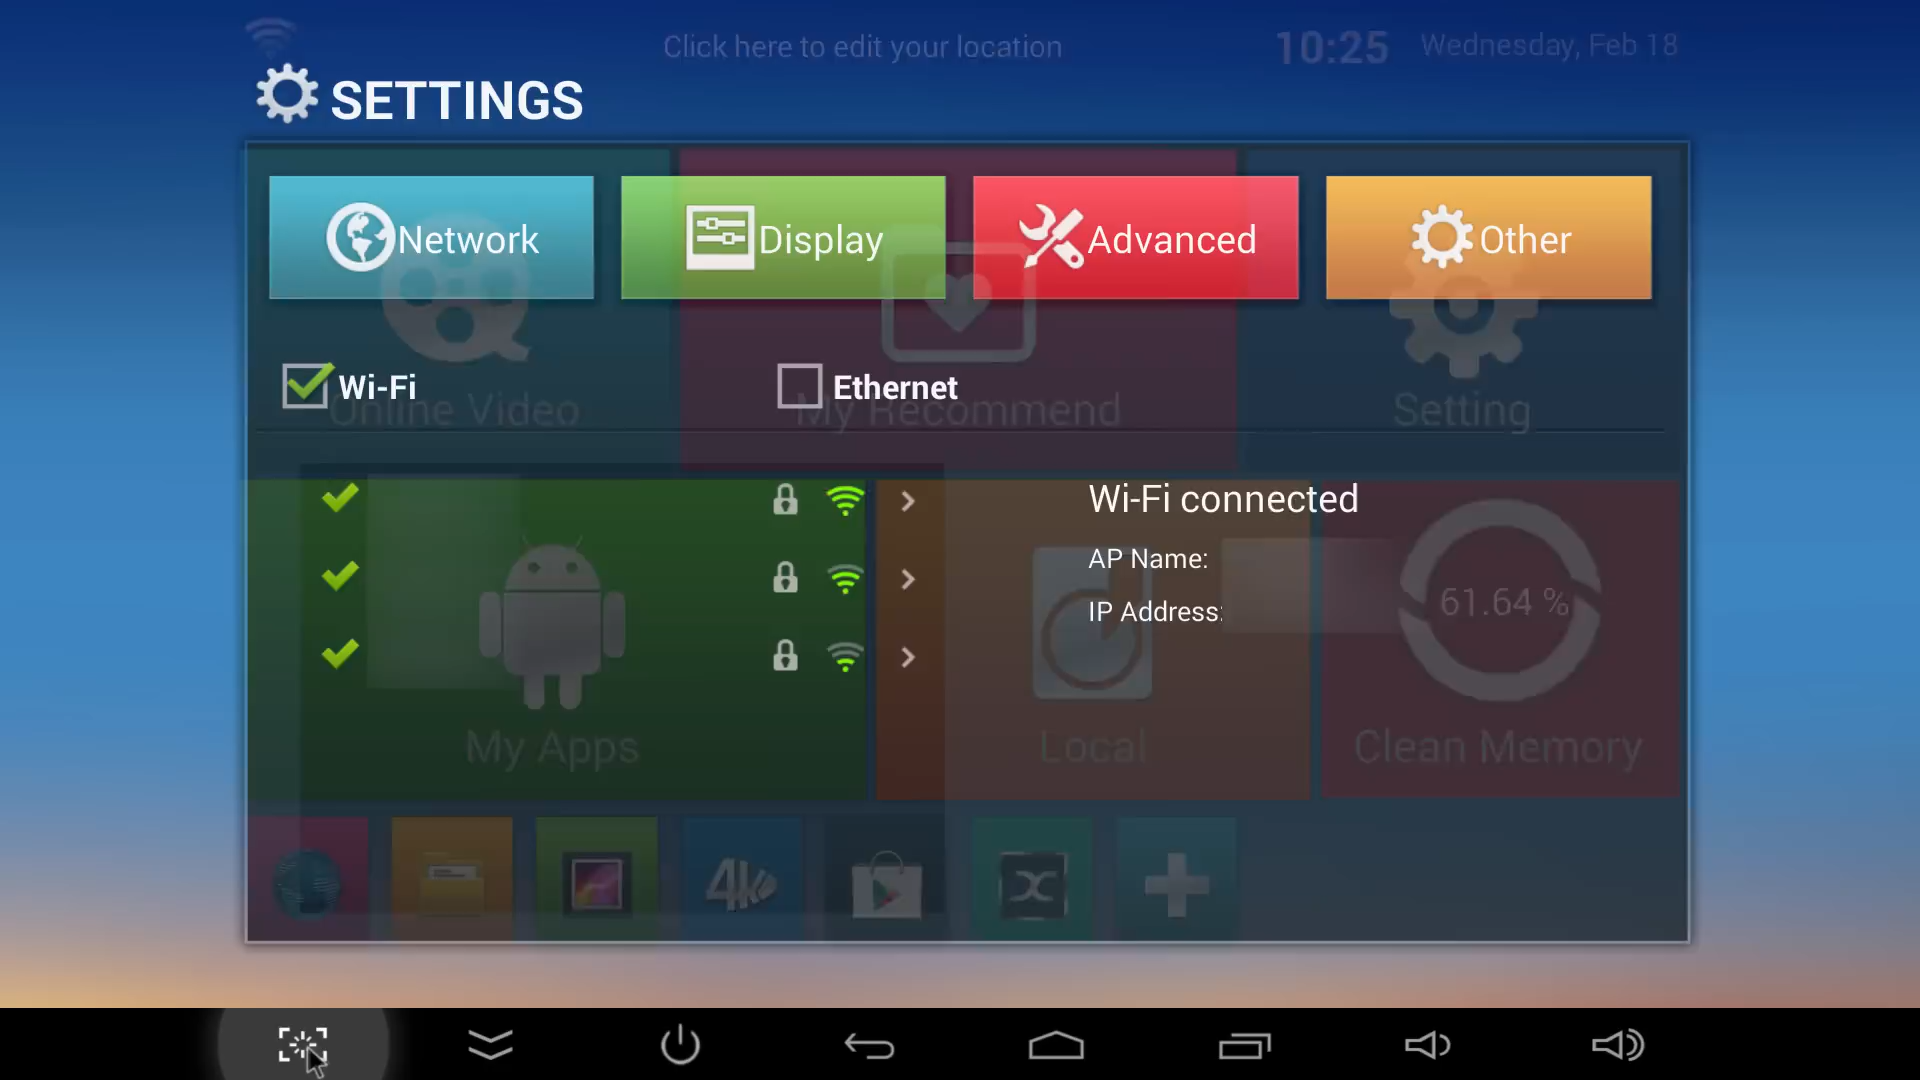 Click here to edit your location
10:25
Wednesday, Feb 18
SETTINGS
Network
Display
Advanced
Other
Wi-Fi
Ethernet
Online Video
My Recommend
Setting
Wi-Fi connected
AP Name:
IP Address:
61.64 %
My Apps
Local
Clean Memory
4K